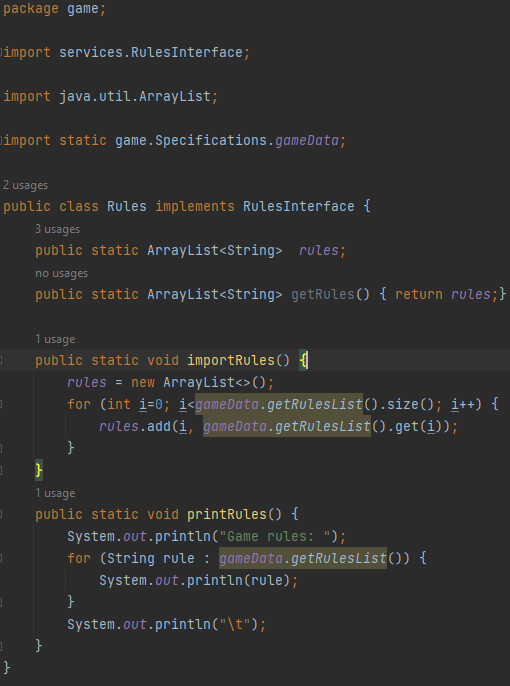 package game;
import services.RulesInterface;
import java.util.ArrayList;
import static game.Specifications.gameData;
2 usages
public class Rules implements RulesInterface {
3 usages
public static ArrayList<String>  rules;
no usages
public static ArrayList<String> getRules() { return rules;}
1 usage
public static void importRules() {
rules = new ArrayList<>();
for (int i=0; i<gameData.getRulesList().size(); i++) {
rules.add(i, gameData.getRulesList().get(i));
}
}
1 usage
public static void printRules() {
System.out.println("Game rules: ");
for (String rule : gameData.getRulesList()) {
System.out.println(rule);
}
System.out.println("\t");
}
}